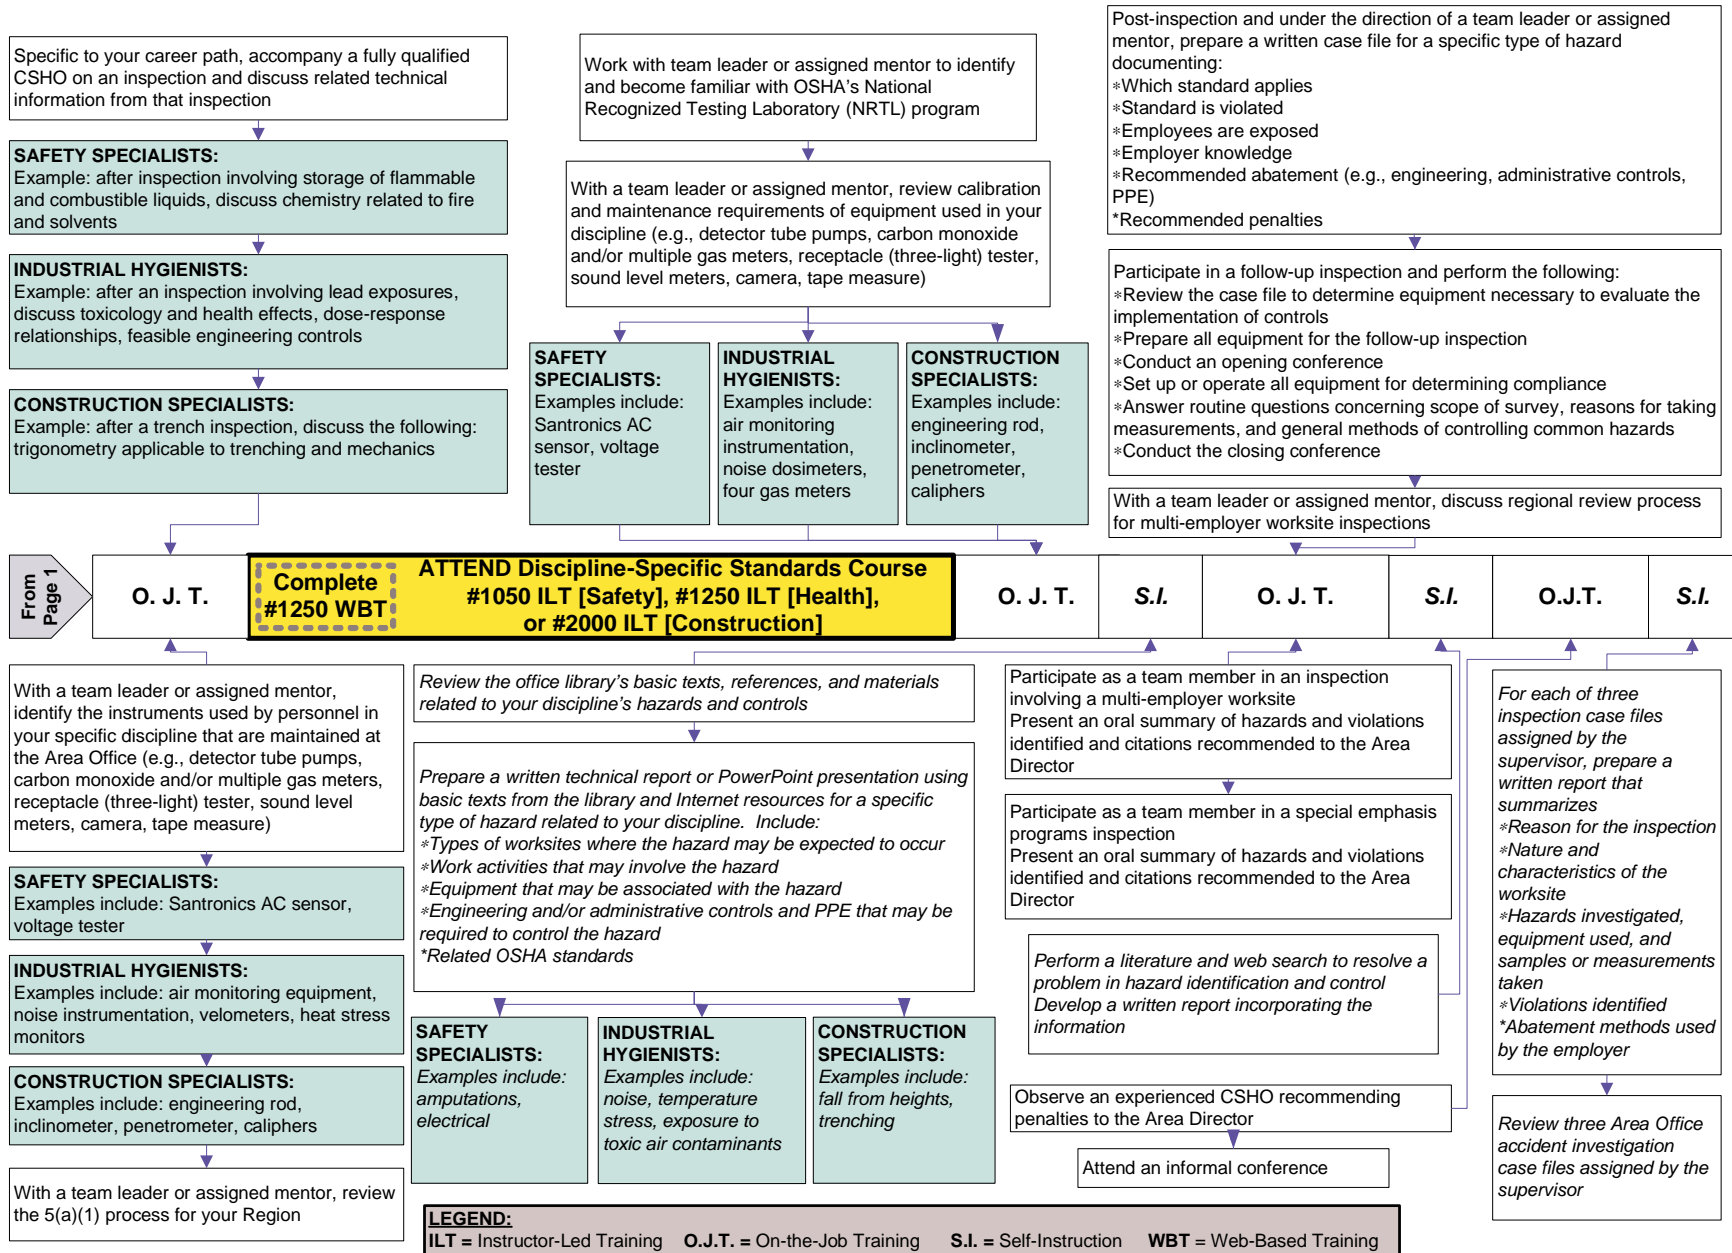 Specific to your career path, accompany a fully qualified
CSHO on an inspection and discuss related technical
information from that inspection
SAFETY SPECIALISTS:
Example: after inspection involving storage of flammable
and combustible liquids, discuss chemistry related to fire
and solvents
INDUSTRIAL HYGIENISTS:
Example: after an inspection involving lead exposures,
discuss toxicology and health effects, dose-response
relationships, feasible engineering controls
CONSTRUCTION SPECIALISTS:
Example: after a trench inspection, discuss the following:
trigonometry applicable to trenching and mechanics
Work with team leader or assigned mentor to identify
and become familiar with OSHA's National
Recognized Testing Laboratory (NRTL) program
With a team leader or assigned mentor, review calibration
and maintenance requirements of equipment used in your
discipline (e.g., detector tube pumps, carbon monoxide
and/or multiple gas meters, receptacle (three-light) tester,
sound level meters, camera, tape measure)
SAFETY
SPECIALISTS:
Examples include:
Santronics AC
sensor, voltage
tester
INDUSTRIAL
HYGIENISTS:
Examples include:
air monitoring
instrumentation,
noise dosimeters,
four gas meters
CONSTRUCTION
SPECIALISTS:
Examples include:
engineering rod,
inclinometer,
penetrometer,
caliphers
Post-inspection and under the direction of a team leader or assigned
mentor, prepare a written case file for a specific type of hazard
documenting:
*Which standard applies
*Standard is violated
*Employees are exposed
*Employer knowledge
*Recommended abatement (e.g., engineering, administrative controls,
PPE)
*Recommended penalties
Participate in a follow-up inspection and perform the following:
*Review the case file to determine equipment necessary to evaluate the
implementation of controls
*Prepare all equipment for the follow-up inspection
*Conduct an opening conference
*Set up or operate all equipment for determining compliance
*Answer routine questions concerning scope of survey, reasons for taking
measurements, and general methods of controlling common hazards
*Conduct the closing conference
With a team leader or assigned mentor, discuss regional review process
for multi-employer worksite inspections
From
Page 1
O. J. T.
Complete
#1250 WBT
ATTEND Discipline-Specific Standards Course
#1050 ILT [Safety], #1250 ILT [Health],
or #2000 ILT [Construction]
O. J. T.
S.I.
O. J. T.
S.I.
O.J.T.
S.I.
With a team leader or assigned mentor,
identify the instruments used by personnel in
your specific discipline that are maintained at
the Area Office (e.g., detector tube pumps,
carbon monoxide and/or multiple gas meters,
receptacle (three-light) tester, sound level
meters, camera, tape measure)
SAFETY SPECIALISTS:
Examples include: Santronics AC sensor,
voltage tester
INDUSTRIAL HYGIENISTS:
Examples include: air monitoring equipment,
noise instrumentation, velometers, heat stress
monitors
CONSTRUCTION SPECIALISTS:
Examples include: engineering rod,
inclinometer, penetrometer, caliphers
With a team leader or assigned mentor, review
the 5(a)(1) process for your Region
Review the office library's basic texts, references, and materials
related to your discipline's hazards and controls
Prepare a written technical report or PowerPoint presentation using
basic texts from the library and Internet resources for a specific
type of hazard related to your discipline. Include:
*Types of worksites where the hazard may be expected to occur
*Work activities that may involve the hazard
*Equipment that may be associated with the hazard
*Engineering and/or administrative controls and PPE that may be
required to control the hazard
*Related OSHA standards
SAFETY
SPECIALISTS:
Examples include:
amputations,
electrical
INDUSTRIAL
HYGIENISTS:
Examples include:
noise, temperature
stress, exposure to
toxic air contaminants
CONSTRUCTION
SPECIALISTS:
Examples include:
fall from heights,
trenching
Participate as a team member in an inspection
involving a multi-employer worksite
Present an oral summary of hazards and violations
identified and citations recommended to the Area
Director
Participate as a team member in a special emphasis
programs inspection
Present an oral summary of hazards and violations
identified and citations recommended to the Area
Director
Perform a literature and web search to resolve a
problem in hazard identification and control
Develop a written report incorporating the
information
Observe an experienced CSHO recommending
penalties to the Area Director
Attend an informal conference
For each of three
inspection case files
assigned by the
supervisor, prepare a
written report that
summarizes
*Reason for the inspection
*Nature and
characteristics of the
worksite
*Hazards investigated,
equipment used, and
samples or measurements
taken
*Violations identified
*Abatement methods used
by the employer
Review three Area Office
accident investigation
case files assigned by the
supervisor
LEGEND:
ILT = Instructor-Led Training O.J.T. = On-the-Job Training S.I. = Self-Instruction WBT = Web-Based Training